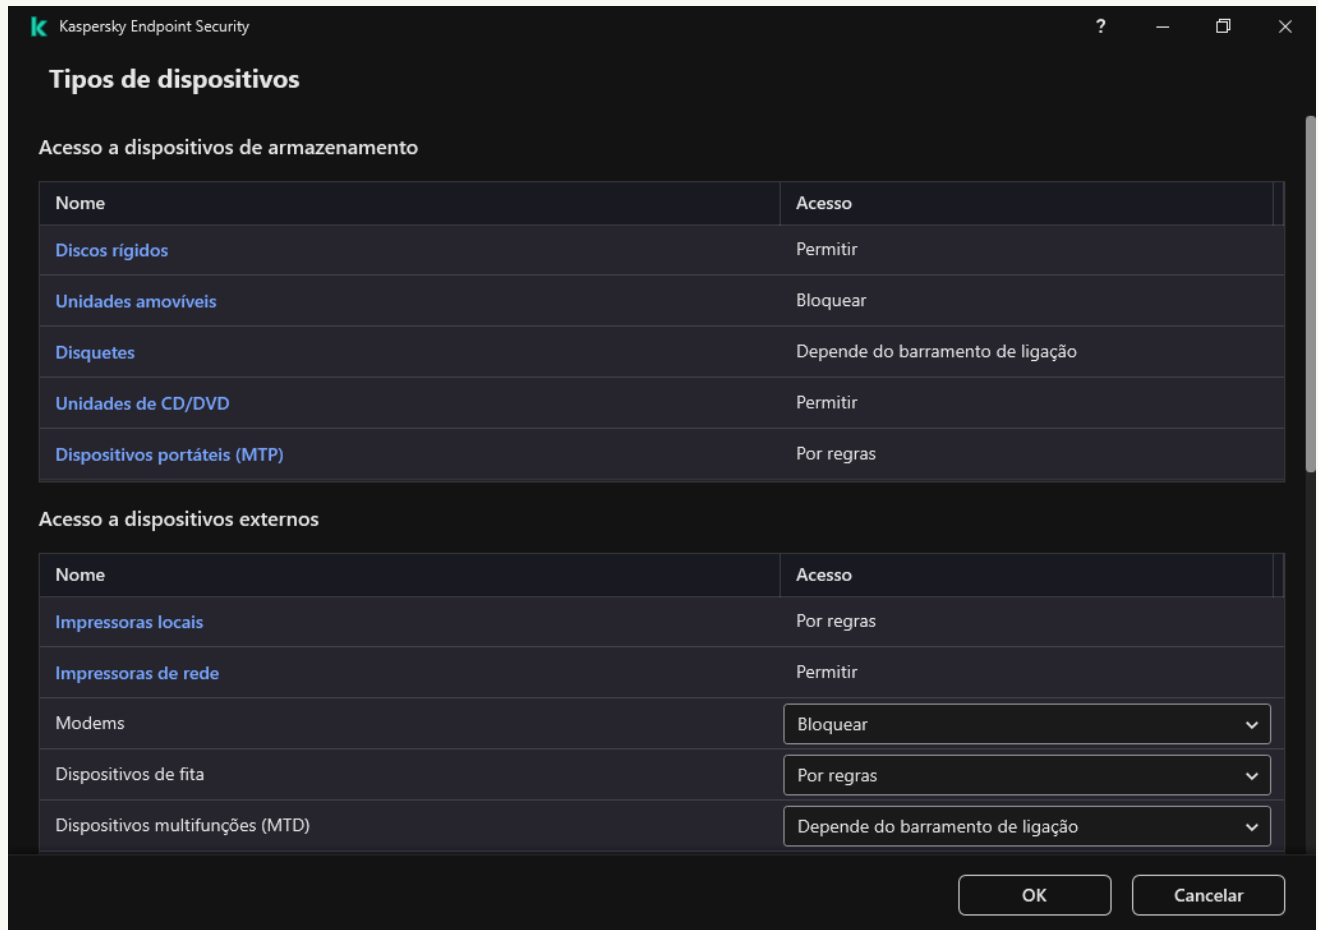 Kaspersky Endpoint Security
?
Tipos de dispositivos
Acesso a dispositivos de armazenamento
Nome Acesso
Discos rígidos Permitir
Unidades amovíveis Bloquear
Disquetes Depende do barramento de ligação
Unidades de CD/DVD Permitir
Dispositivos portáteis (MTP) Por regras
Acesso a dispositivos externos
Nome Acesso
Impressoras locais Por regras
Impressoras de rede Permitir
Modems Bloquear
Dispositivos de fita Por regras
Dispositivos multifunções (MTD) Depende do barramento de ligação
OK Cancelar